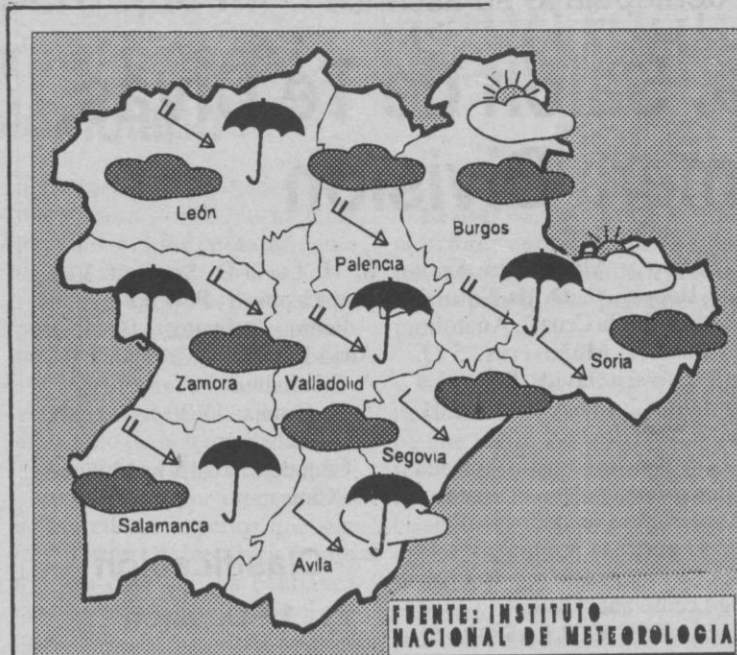 León
Burgos
Palencia
Soria
Zamora
Valladolid
Segovia
Salamanca
Avila
FUENTE: INSTITUTO
NACIONAL DE METEOROLOGIA